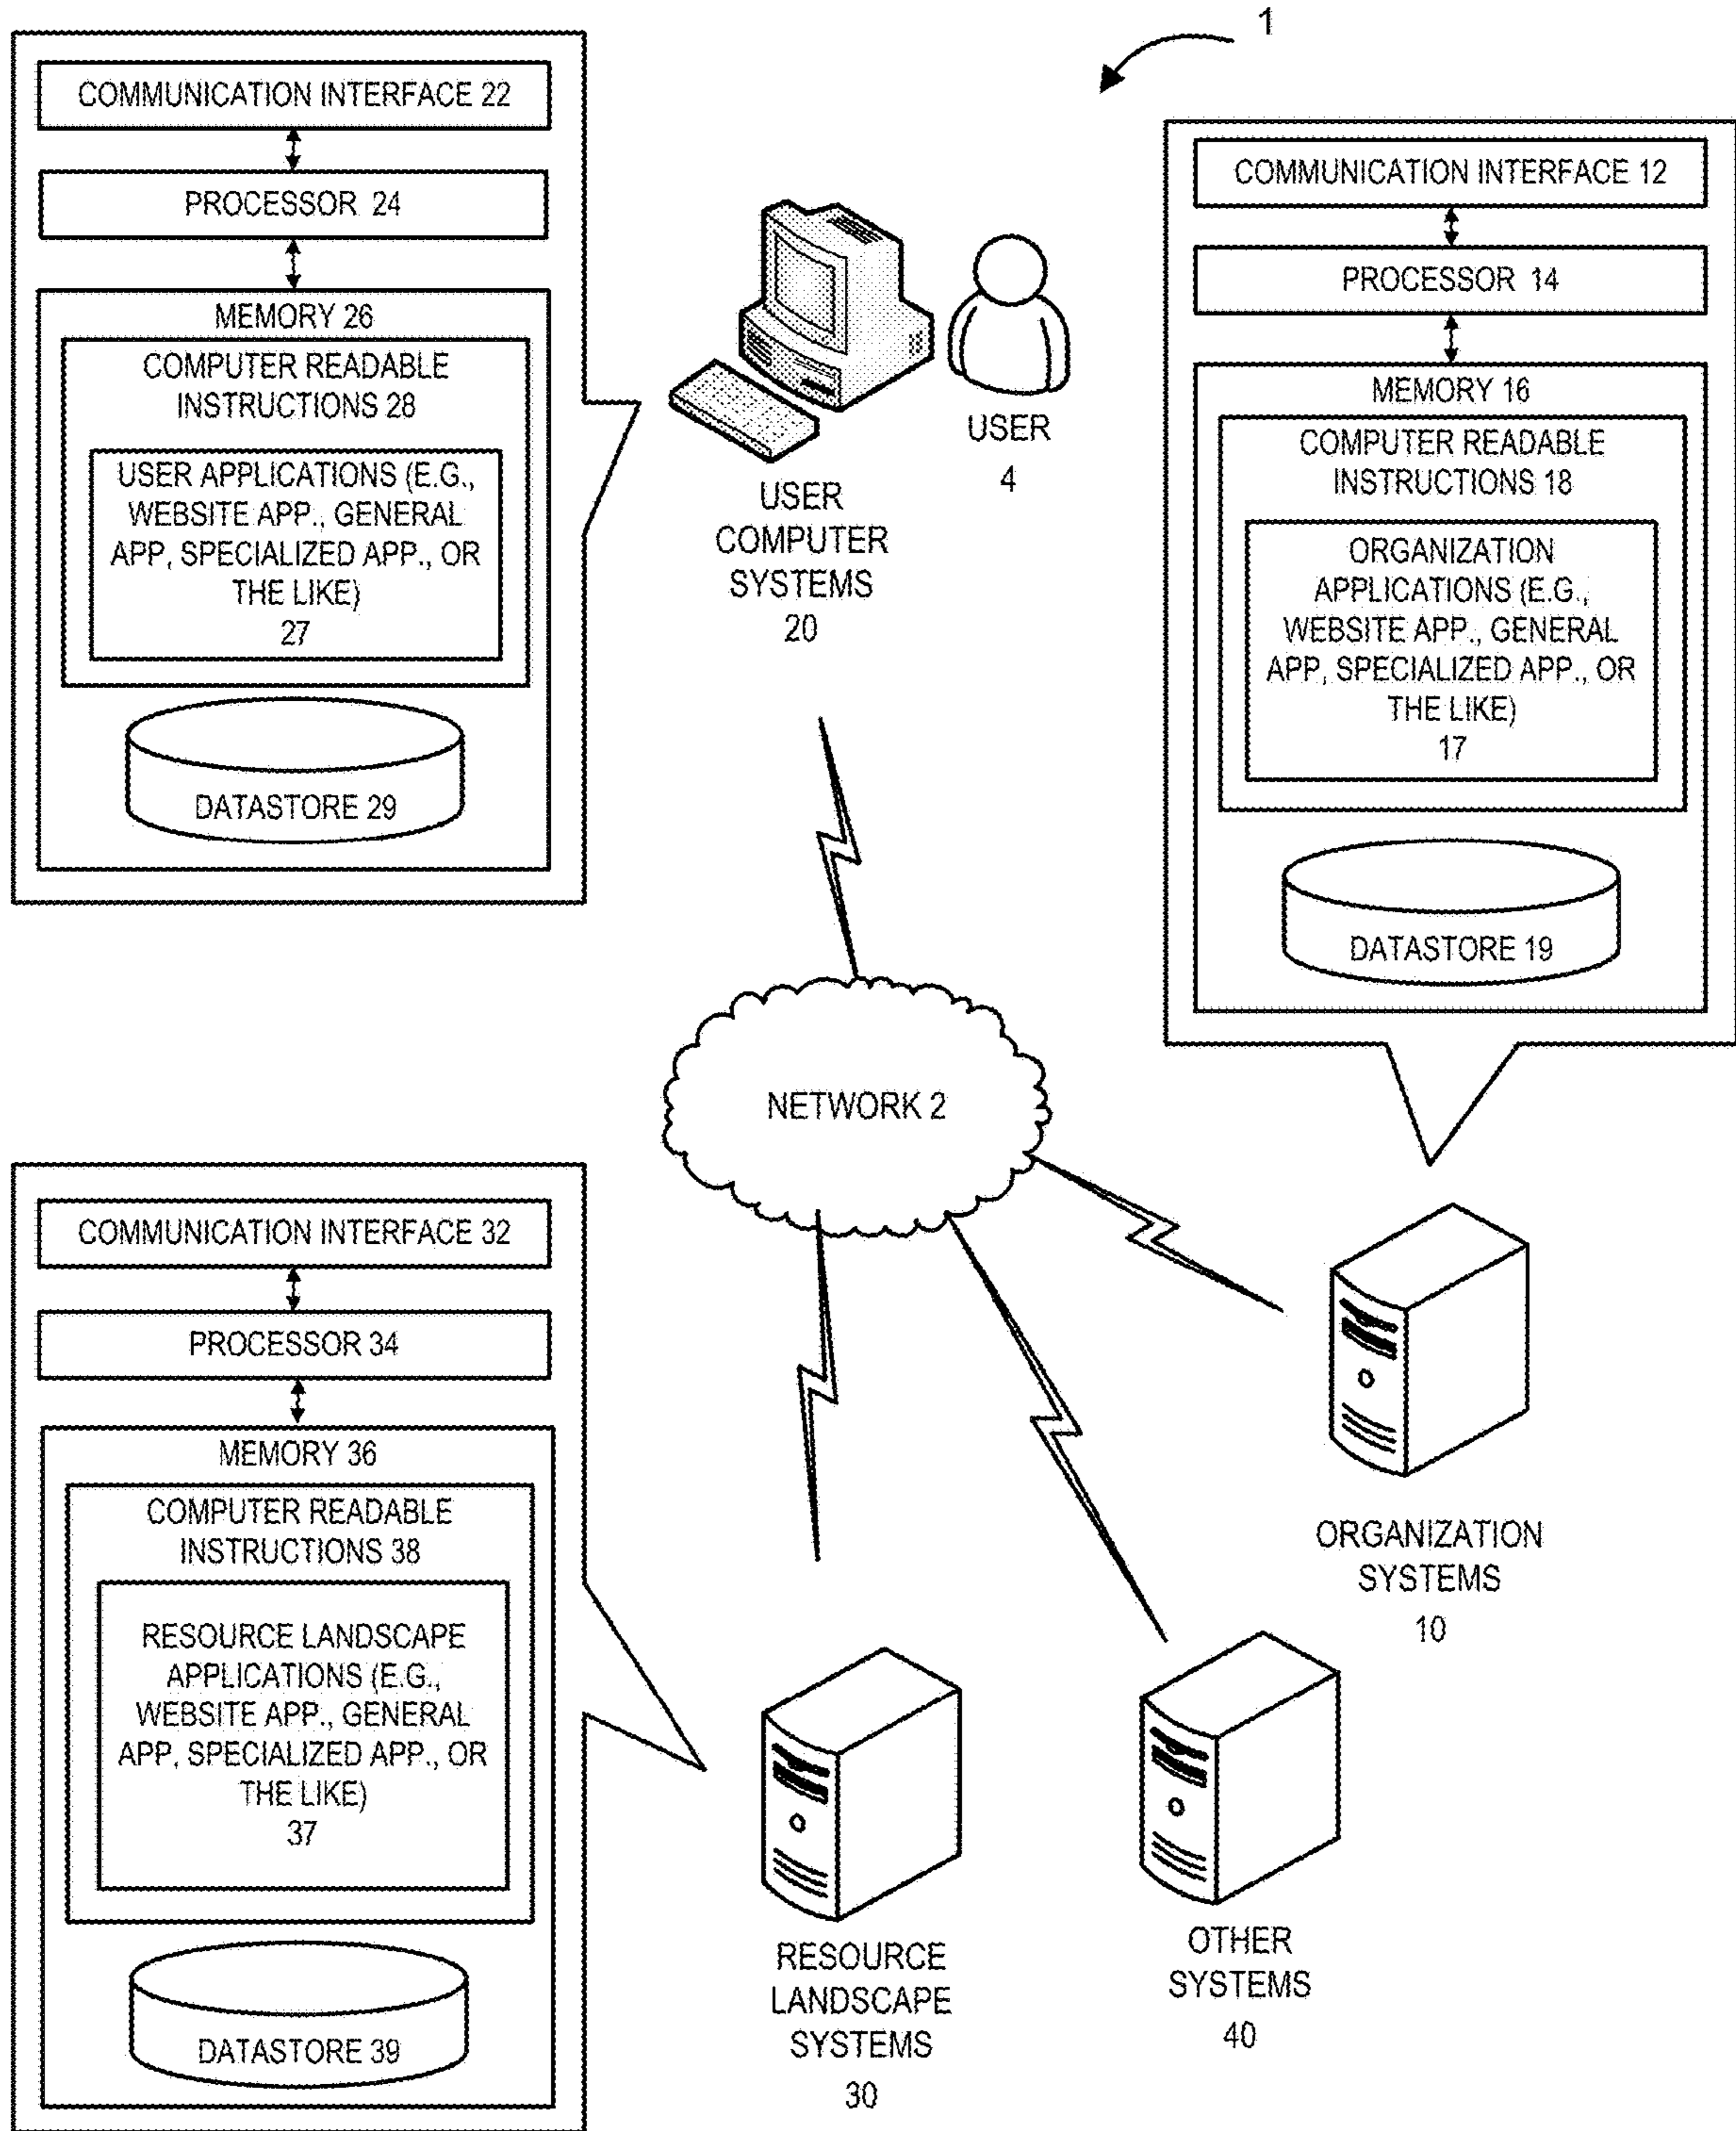 1
COMMUNICATION INTERFACE 22
PROCESSOR 24
MEMORY 26
COMPUTER READABLE
INSTRUCTIONS 28
USER APPLICATIONS (E.G.,
WEBSITE APP., GENERAL
APP, SPECIALIZED APP., OR
THE LIKE)
27
DATASTORE 29
USER
COMPUTER
SYSTEMS
20
USER
4
COMMUNICATION INTERFACE 12
PROCESSOR 14
MEMORY 16
COMPUTER READABLE
INSTRUCTIONS 18
ORGANIZATION
APPLICATIONS (E.G.,
WEBSITE APP., GENERAL
APP, SPECIALIZED APP., OR
THE LIKE)
17
DATASTORE 19
NETWORK 2
COMMUNICATION INTERFACE 32
PROCESSOR 34
MEMORY 36
COMPUTER READABLE
INSTRUCTIONS 38
RESOURCE LANDSCAPE
APPLICATIONS (E.G.,
WEBSITE APP., GENERAL
APP, SPECIALIZED APP., OR
THE LIKE)
37
DATASTORE 39
RESOURCE
LANDSCAPE
SYSTEMS
30
OTHER
SYSTEMS
40
ORGANIZATION
SYSTEMS
10